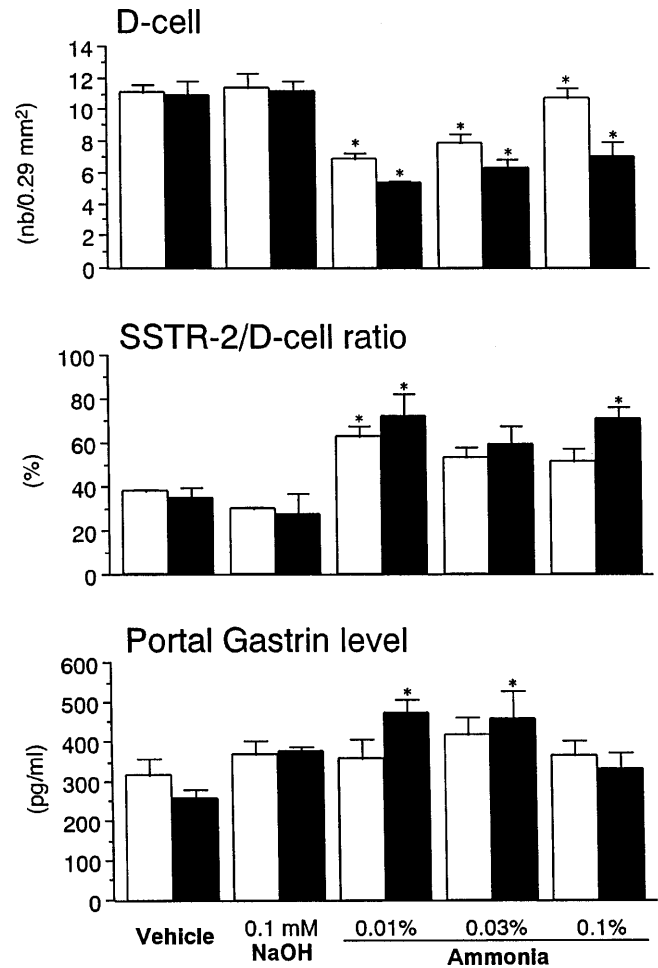 D-cell
14
12
10
8
6
4
2
0
(nb/0.29 mm2)
* * * * * *
SSTR-2/D-cell ratio
100
80
60
40
20
0
(%)
* * *
Portal Gastrin level
600
500
400
300
200
100
0
(pg/ml)
* *
Vehicle 0.1 mM 0.01% 0.03% 0.1%
NaOH Ammonia